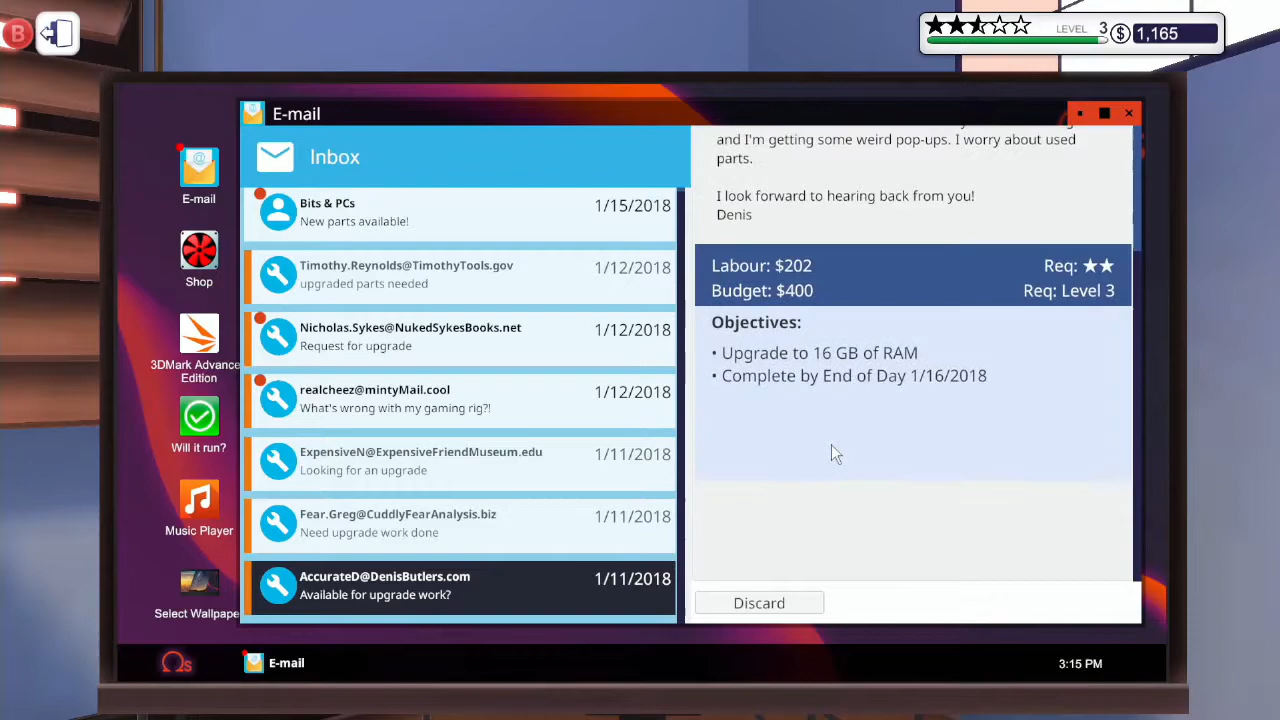 B
LEVEL 3
$ 1,165
E-mail
Inbox
Bits & PCs
1/15/2018
New parts available!
Timothy.Reynolds@TimothyTools.gov
1/12/2018
upgraded parts needed
Nicholas.Sykes@NukedSykesBooks.net
1/12/2018
Request for upgrade
realcheez@mintyMail.cool
1/12/2018
What's wrong with my gaming rig?!
ExpensiveN@ExpensiveFriendMuseum.edu
1/11/2018
Looking for an upgrade
Fear.Greg@CuddlyFearAnalysis.biz
1/11/2018
Need upgrade work done
AccurateD@DenisButlers.com
1/11/2018
Available for upgrade work?
and I'm getting some weird pop-ups. I worry about used
parts.
I look forward to hearing back from you!
Denis
Labour: $202
Req: ★★
Budget: $400
Req: Level 3
Objectives:
• Upgrade to 16 GB of RAM
• Complete by End of Day 1/16/2018
Discard
E-mail
Shop
3DMark Advance
Edition
Will it run?
Music Player
Select Wallpape
Ωs
E-mail
3:15 PM